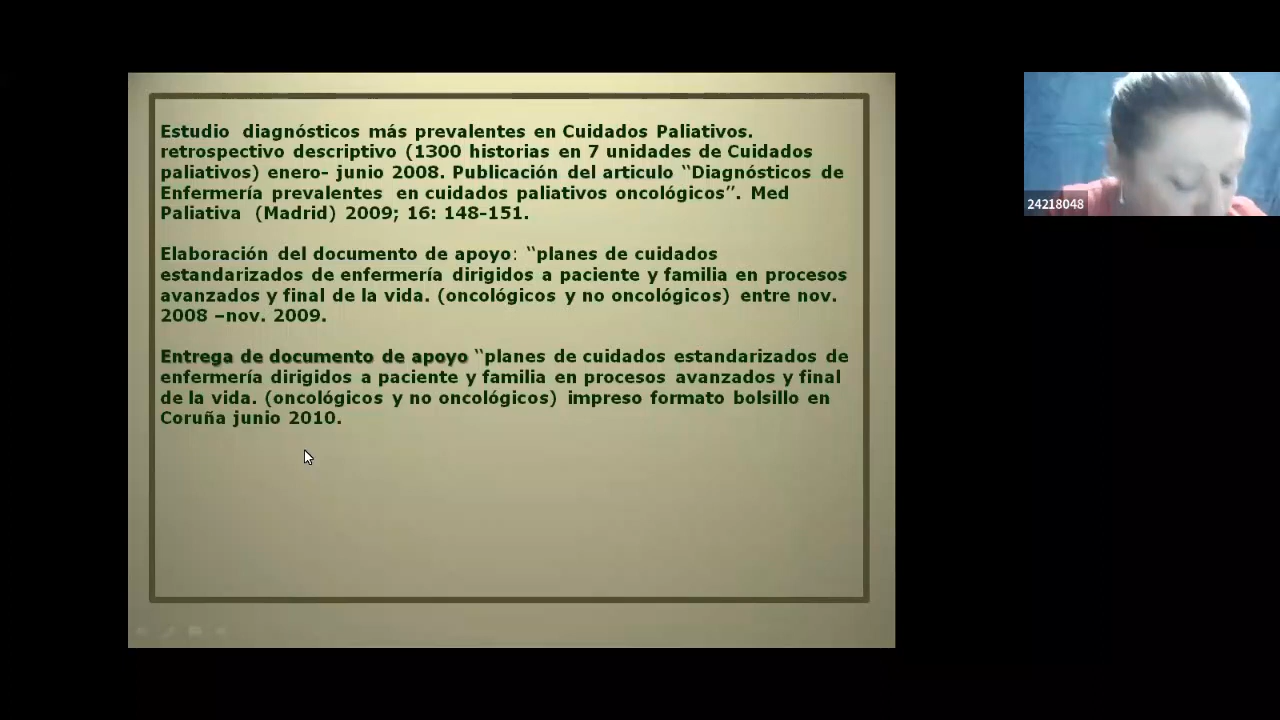 Estudio diagnósticos más prevalentes en Cuidados Paliativos.
retrospectivo descriptivo (1300 historias en 7 unidades de Cuidados
paliativos) enero- junio 2008. Publicación del articulo “Diagnósticos de
Enfermería prevalentes en cuidados paliativos oncológicos”. Med
Paliativa (Madrid) 2009; 16: 148-151.
Elaboración del documento de apoyo: “planes de cuidados
estandarizados de enfermería dirigidos a paciente y familia en procesos
avanzados y final de la vida. (oncológicos y no oncológicos) entre nov.
2008 –nov. 2009.
Entrega de documento de apoyo “planes de cuidados estandarizados de
enfermería dirigidos a paciente y familia en procesos avanzados y final
de la vida. (oncológicos y no oncológicos) impreso formato bolsillo en
Coruña junio 2010.
24218048